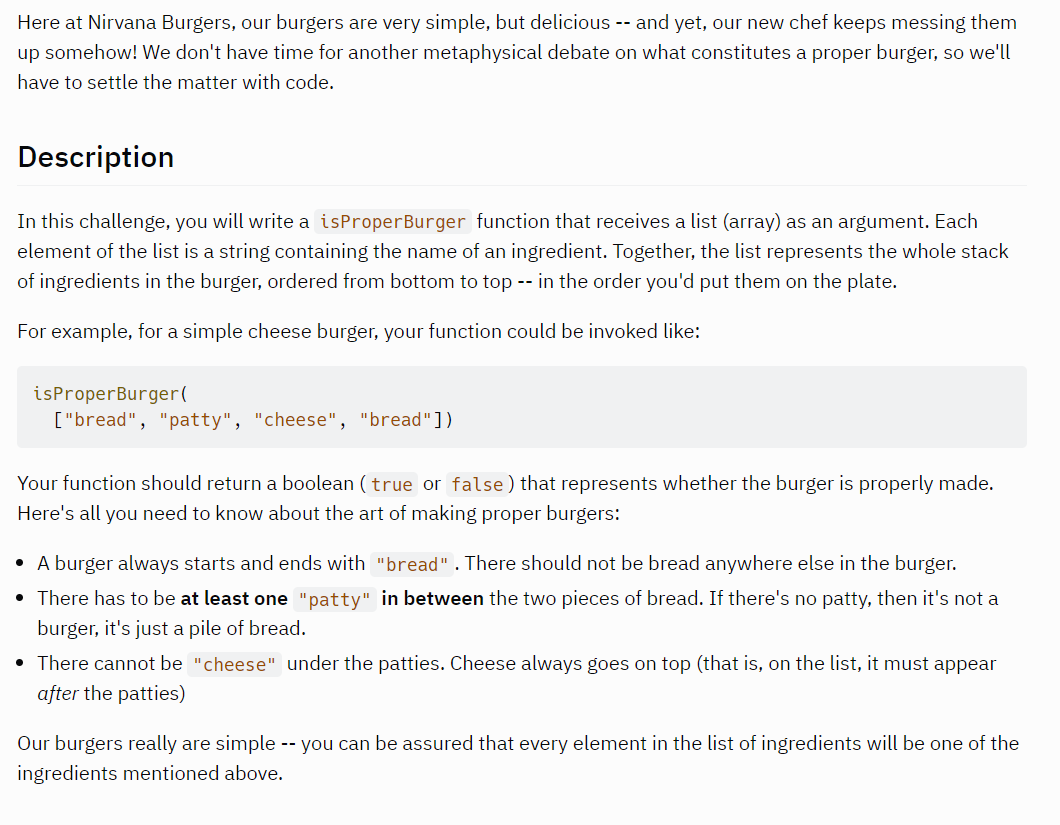 Here at Nirvana Burgers, our burgers are very simple, but delicious -- and yet, our new chef keeps messing them
up somehow! We don't have time for another metaphysical debate on what constitutes a proper burger, so we'll
have to settle the matter with code.
Description
In this challenge, you will write a isProperBurger function that receives a list (array) as an argument. Each
element of the list is a string containing the name of an ingredient. Together, the list represents the whole stack
of ingredients in the burger, ordered from bottom to top -- in the order you'd put them on the plate.
For example, for a simple cheese burger, your function could be invoked like:
isProperBurger(
["bread", "patty", "cheese", "bread"])
Your function should return a boolean (true or false) that represents whether the burger is properly made.
Here's all you need to know about the art of making proper burgers:
• A burger always starts and ends with "bread". There should not be bread anywhere else in the burger.
• There has to be at least one "patty" in between the two pieces of bread. If there's no patty, then it's not a
burger, it's just a pile of bread.
• There cannot be "cheese" under the patties. Cheese always goes on top (that is, on the list, it must appear
after the patties)
Our burgers really are simple -- you can be assured that every element in the list of ingredients will be one of the
ingredients mentioned above.